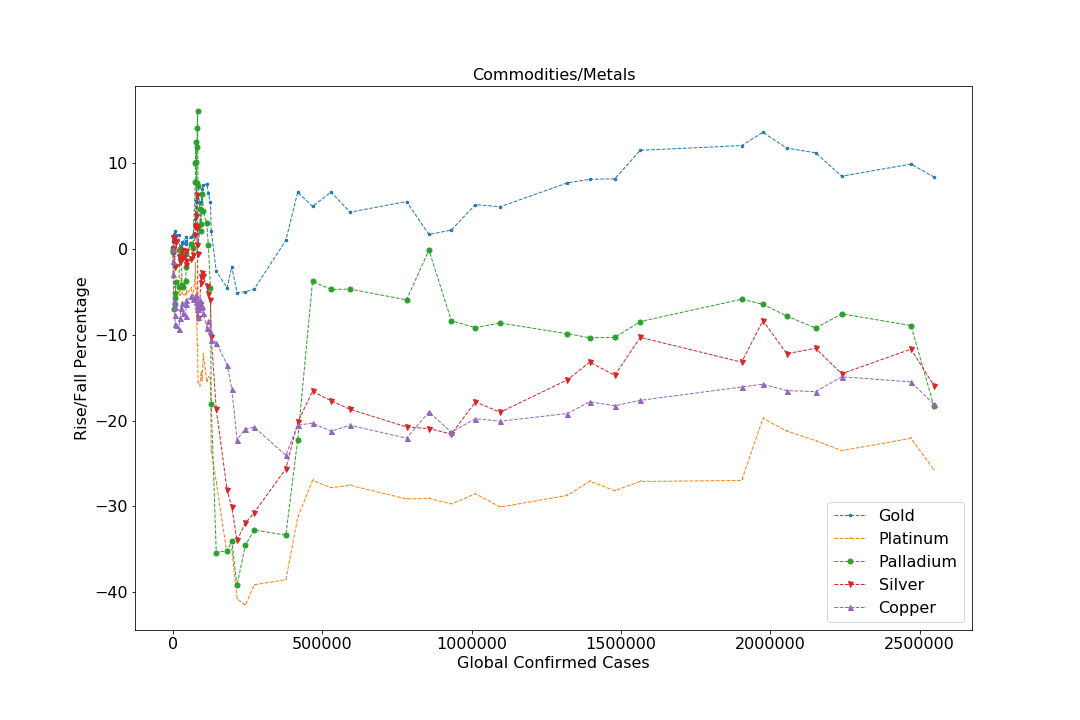 Commodities/Metals
Rise/Fall Percentage
10
0
−10
−20
−30
−40
0
500000
1000000
1500000
2000000
2500000
Global Confirmed Cases
Gold
Platinum
Palladium
Silver
Copper